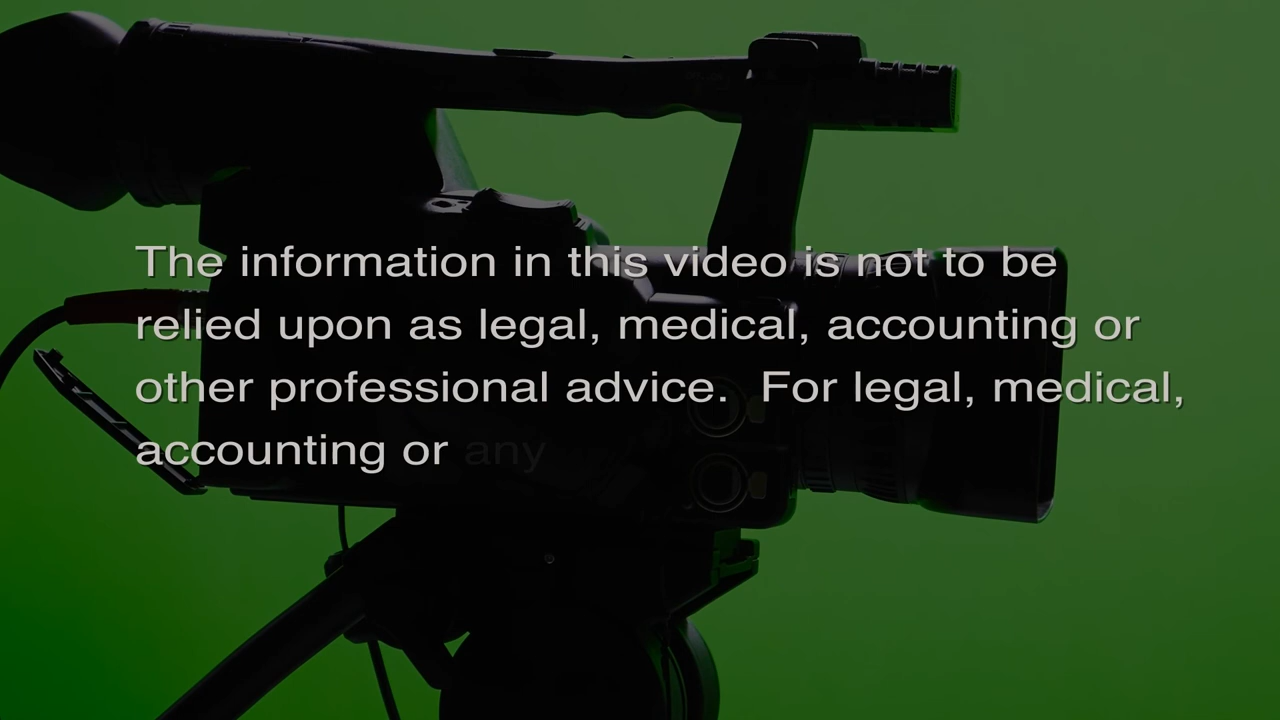 The information in this video is not to be
relied upon as legal, medical, accounting or
other professional advice.  For legal, medical,
accounting or any